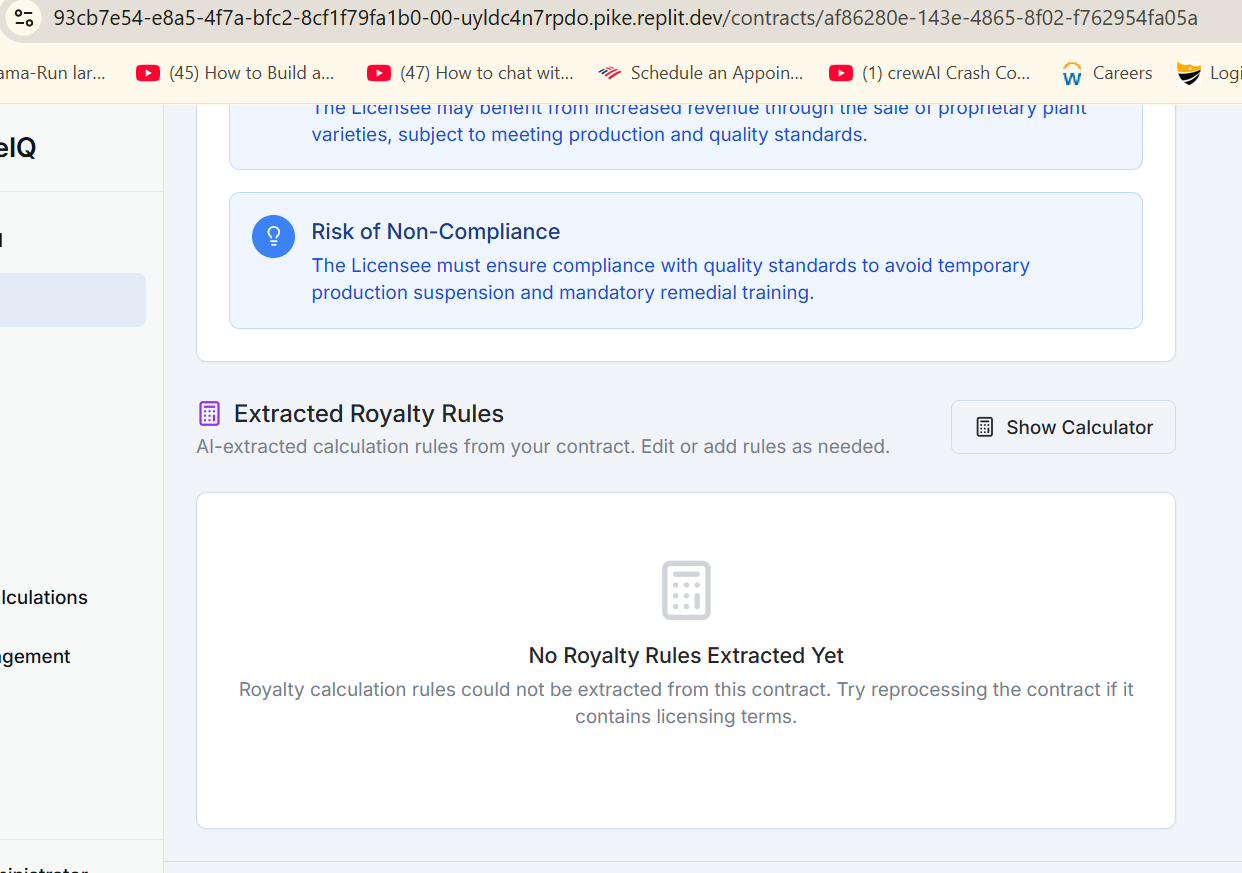 93cb7e54-e8a5-4f7a-bfc2-8cf1f79fa1b0-00-uyldc4n7rpdo.pike.replit.dev/contracts/af86280e-143e-4865-8f02-f762954fa05a
ama-Run lar... (45) How to Build a... (47) How to chat wit... Schedule an Appoin... (1) crewAI Crash Co... Careers Logi
The Licensee may benefit from increased revenue through the sale of proprietary plant
varieties, subject to meeting production and quality standards.
eIQ
Risk of Non-Compliance
The Licensee must ensure compliance with quality standards to avoid temporary
production suspension and mandatory remedial training.
Extracted Royalty Rules
AI-extracted calculation rules from your contract. Edit or add rules as needed.
Show Calculator
lculations
gement
No Royalty Rules Extracted Yet
Royalty calculation rules could not be extracted from this contract. Try reprocessing the contract if it
contains licensing terms.